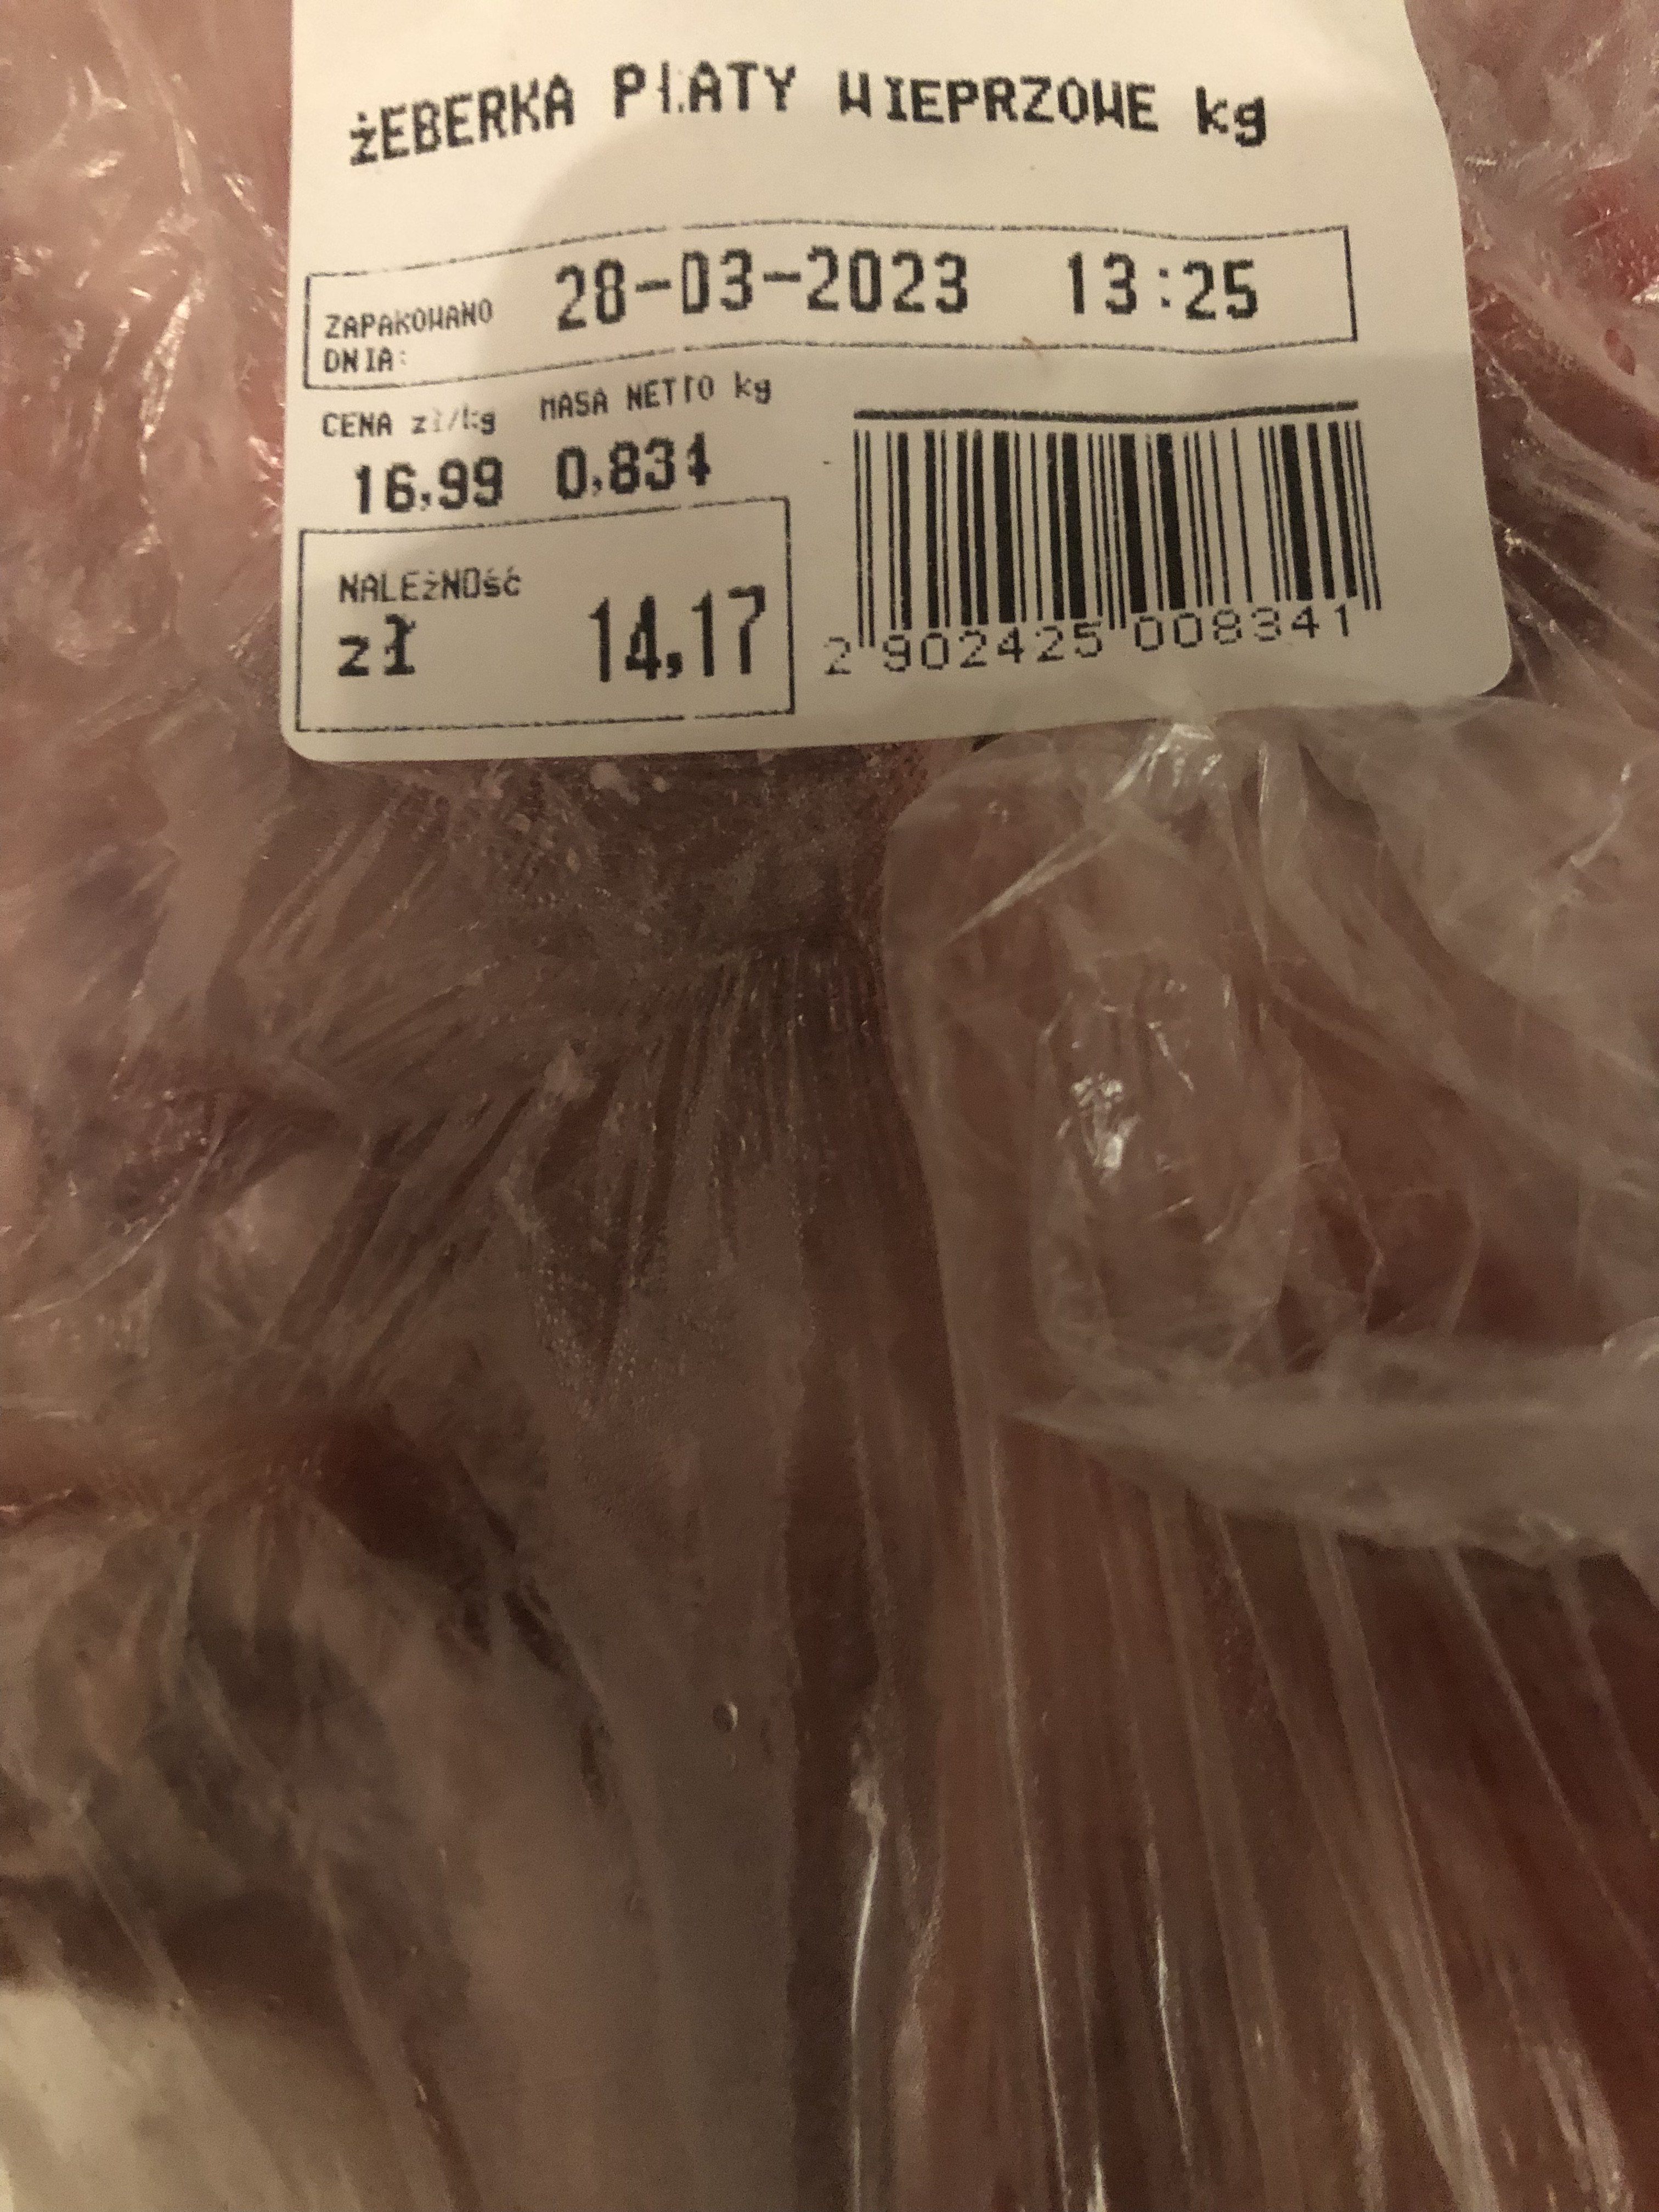 żEBERKA PŁATY WIEPRZOWE kg
ZAPAKOWANO DNIA: 28-03-2023 13:25
CENA zł/kg MASA NETTO kg
16,99 0,834
NALEżNOść
zł 14,17
2 902425 008341